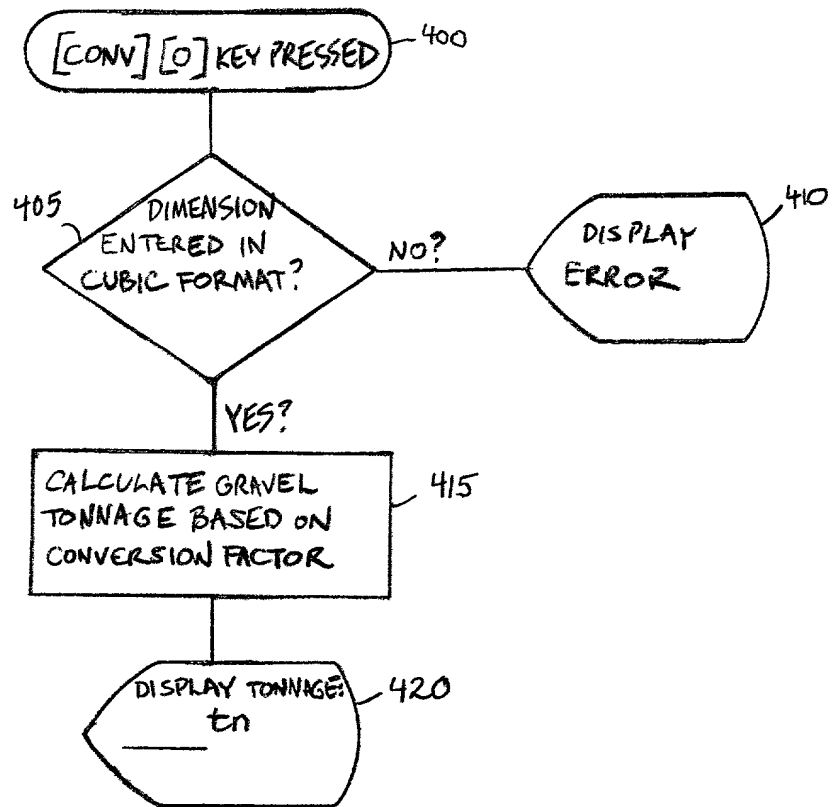 [CONV] [0] KEY PRESSED
400
405
DIMENSION
ENTERED IN
CUBIC FORMAT?
NO?
DISPLAY
ERROR
410
YES?
CALCULATE GRAVEL
TONNAGE BASED ON
CONVERSION FACTOR
415
DISPLAY TONNAGE:
tn
420